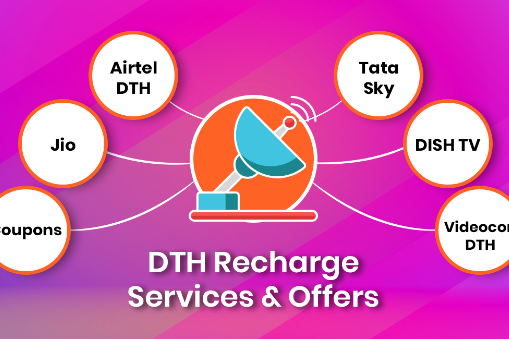 Airtel
DTH
Tata
Sky
Jio
DISH TV
oupons
Videocon
DTH
DTH Recharge
Services & Offers